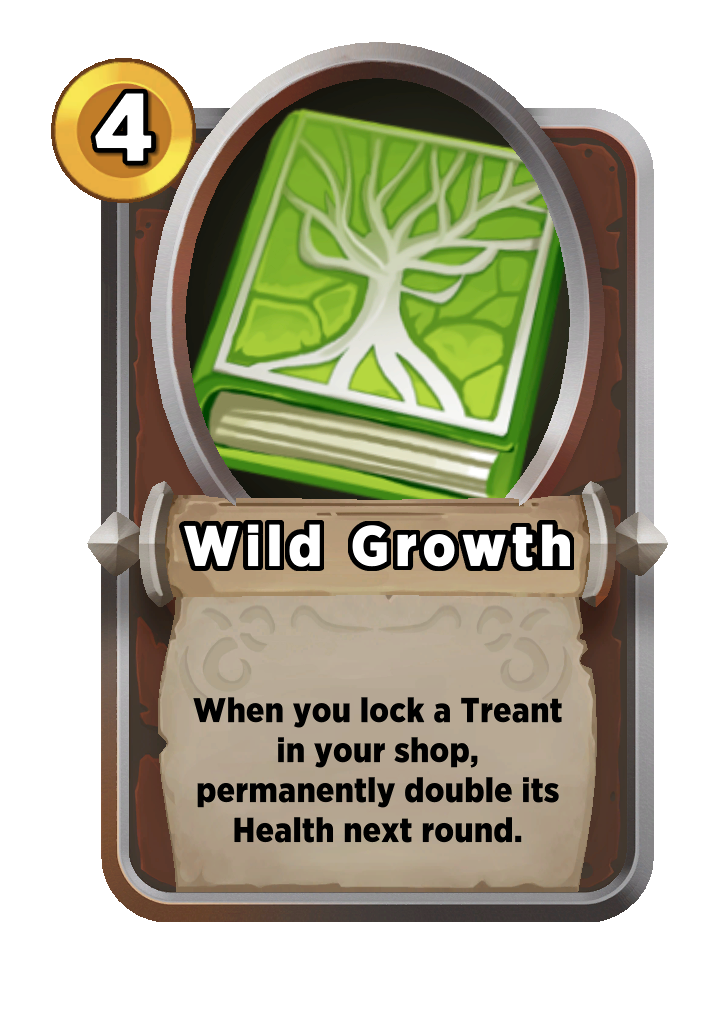 4
Wild Growth
When you lock a Treant
in your shop,
permanently double its
Health next round.